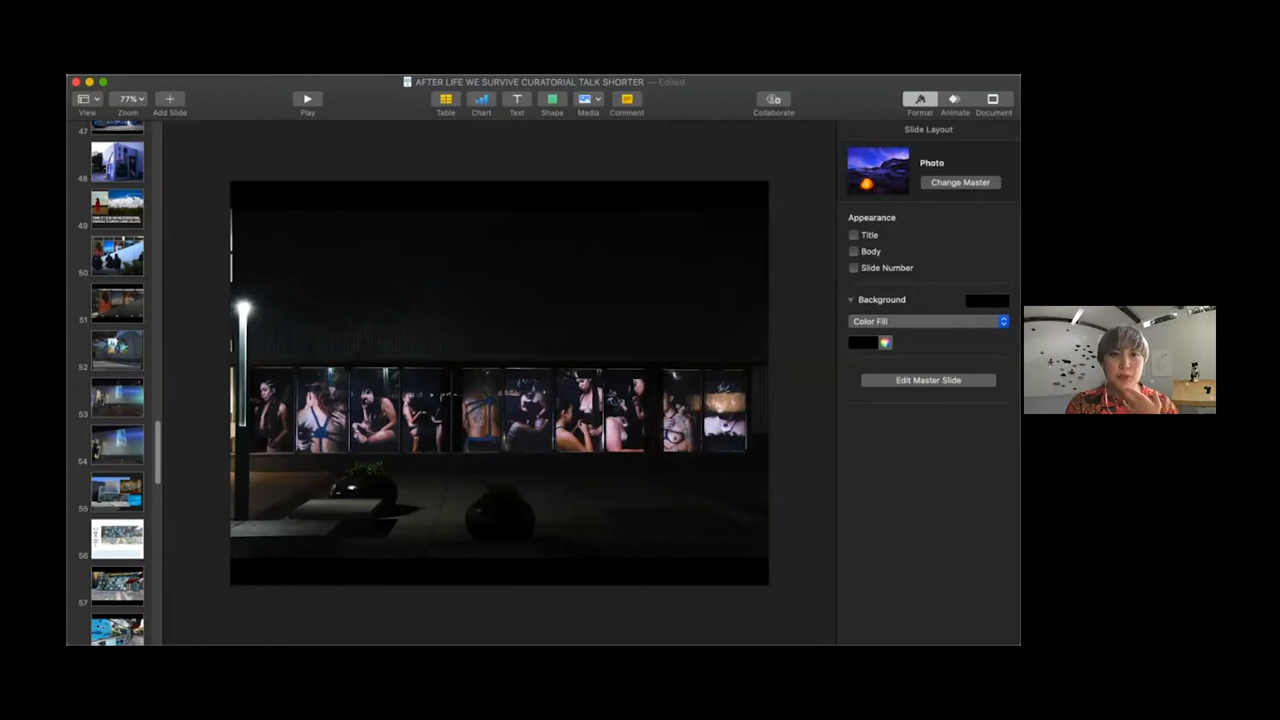 AFTER LIFE WE SURVIVE CURATORIAL TALK SHORTER — Edited
77%
View
Zoom
Add Slide
Play
Table
Chart
Text
Shape
Media
Comment
Collaborate
Format
Animate
Document
47
48
49
50
51
52
53
54
55
56
57
Slide Layout
Photo
Change Master
Appearance
Title
Body
Slide Number
Background
Color Fill
Edit Master Slide